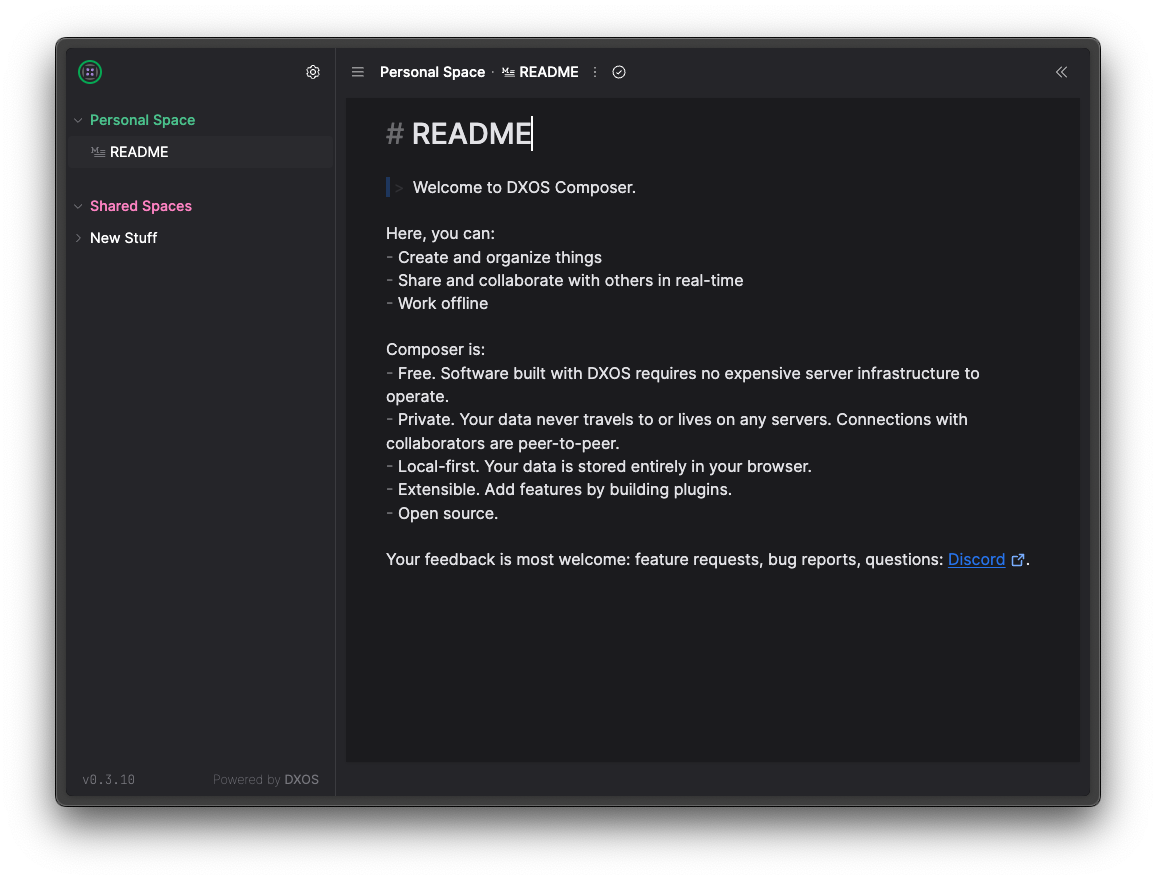 Personal Space · README
Personal Space
README
Shared Spaces
New Stuff
v0.3.10
Powered by DXOS
# README
> Welcome to DXOS Composer.
Here, you can:
- Create and organize things
- Share and collaborate with others in real-time
- Work offline
Composer is:
- Free. Software built with DXOS requires no expensive server infrastructure to
operate.
- Private. Your data never travels to or lives on any servers. Connections with
collaborators are peer-to-peer.
- Local-first. Your data is stored entirely in your browser.
- Extensible. Add features by building plugins.
- Open source.
Your feedback is most welcome: feature requests, bug reports, questions: Discord.